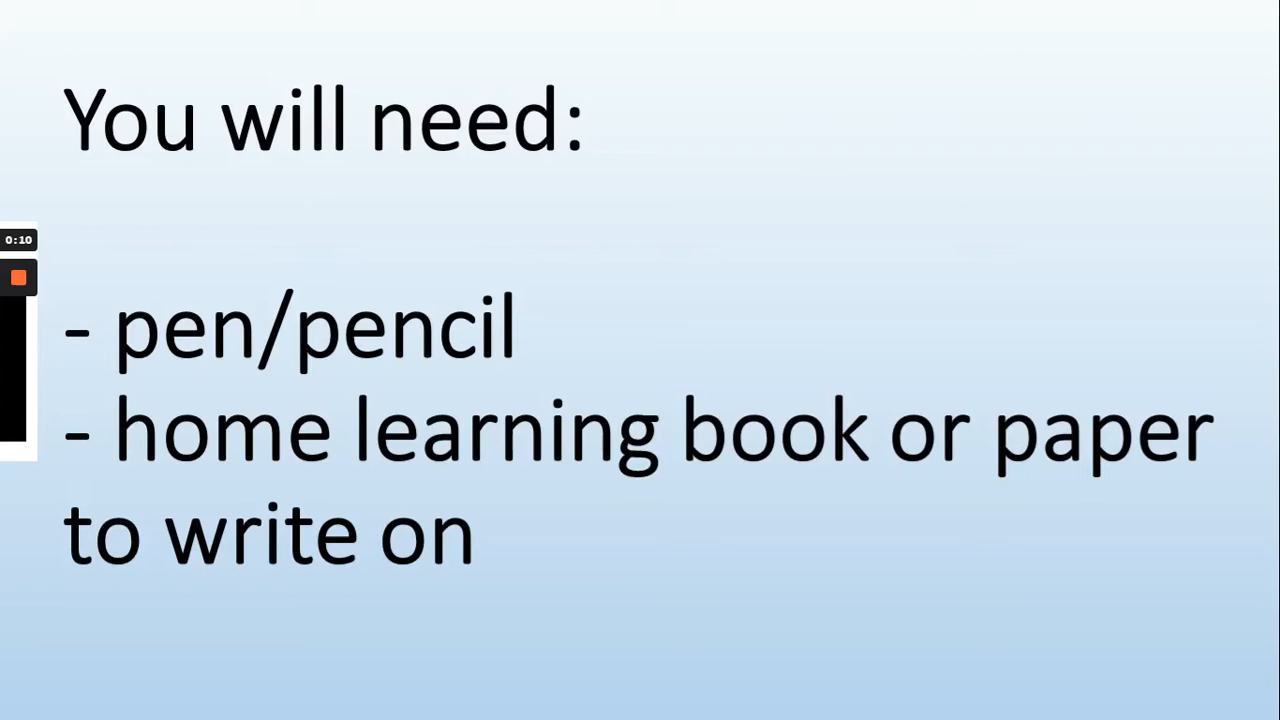 You will need:
0:10
- pen/pencil
- home learning book or paper
to write on